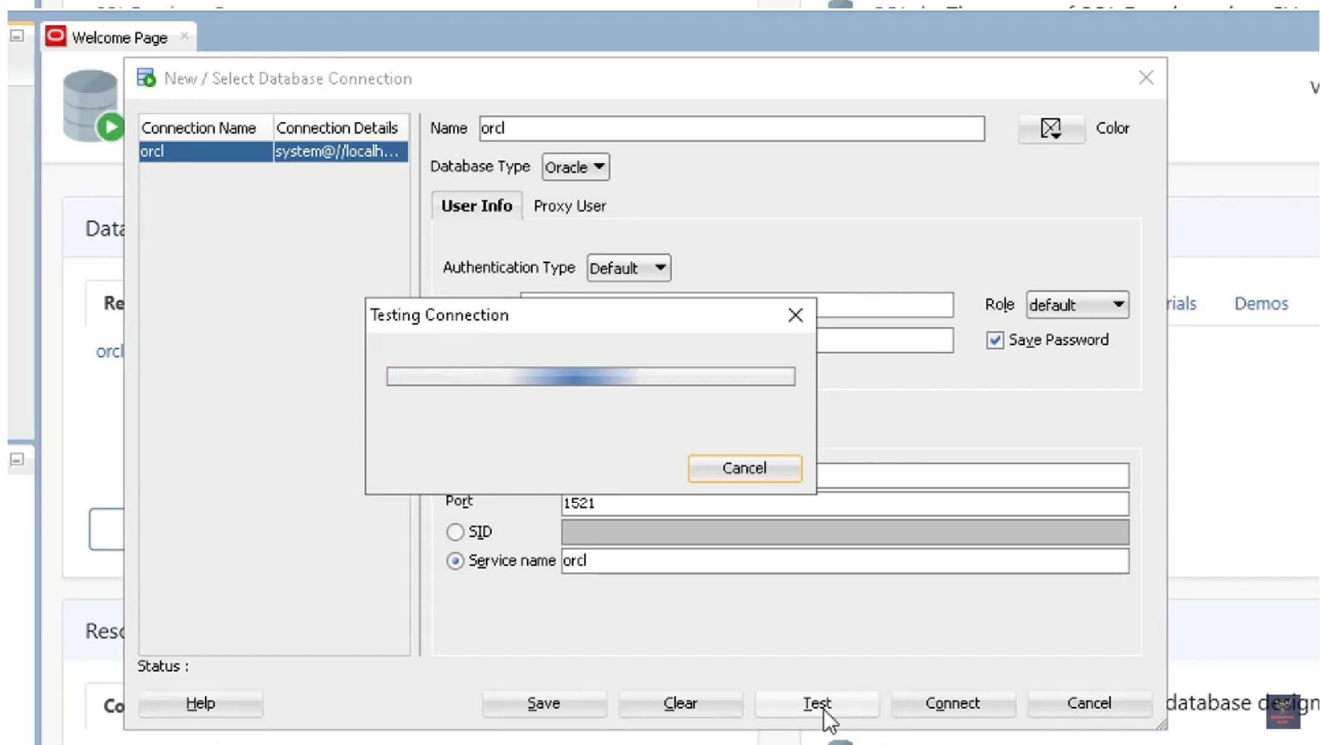 Welcome Page
New / Select Database Connection
Connection Name Connection Details
orcl system@//localh...
Name orcl
Color
Database Type Oracle
User Info Proxy User
Authentication Type Default
Role default
Save Password
Testing Connection
Cancel
Port 1521
SID
Service name orcl
Status :
Help Save Clear Test Connect Cancel
Data
Re
orcl
Demos
Reso
Co
database design